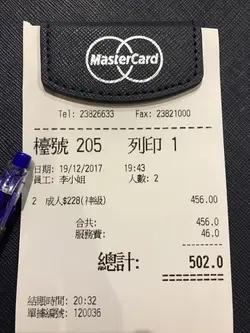 MasterCard
Tel: 23826633 Fax: 23821000
檯號 205 列印 1
日期: 19/12/2017 19:43
員工: 李小姐 人數: 2
2 成人$228(神級) 456.00
合共: 456.0
服務費: 46.0
總計: 502.0
結賬時間: 20:32
單據編號: 120036